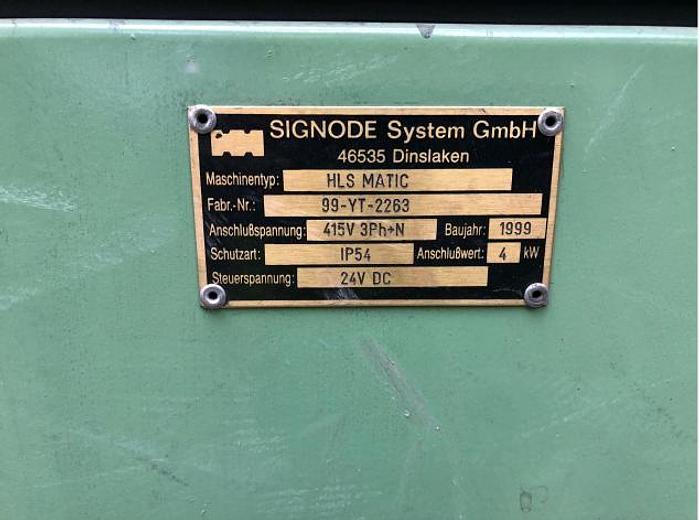 SIGNODE System GmbH
46535 Dinslaken
Maschinentyp: HLS MATIC
Fabr.-Nr.: 99-YT-2263
Anschlußspannung: 415V 3Ph+N Baujahr: 1999
Schutzart: IP54 Anschlußwert: 4 kW
Steuerspannung: 24V DC